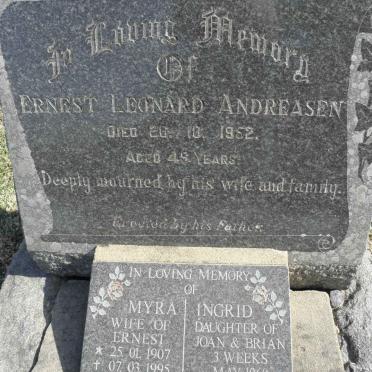 In Loving Memory
Of
ERNEST LEONARD ANDREASEN
DIED 20. 10. 1952.
AGED 48 YEARS.
Deeply mourned by his wife and family.
Erected by his Father.
IN LOVING MEMORY
OF
MYRA
WIFE OF
ERNEST
* 25.01.1907
† 07.03.1995
INGRID
DAUGHTER OF
JOAN & BRIAN
3 WEEKS
MAY